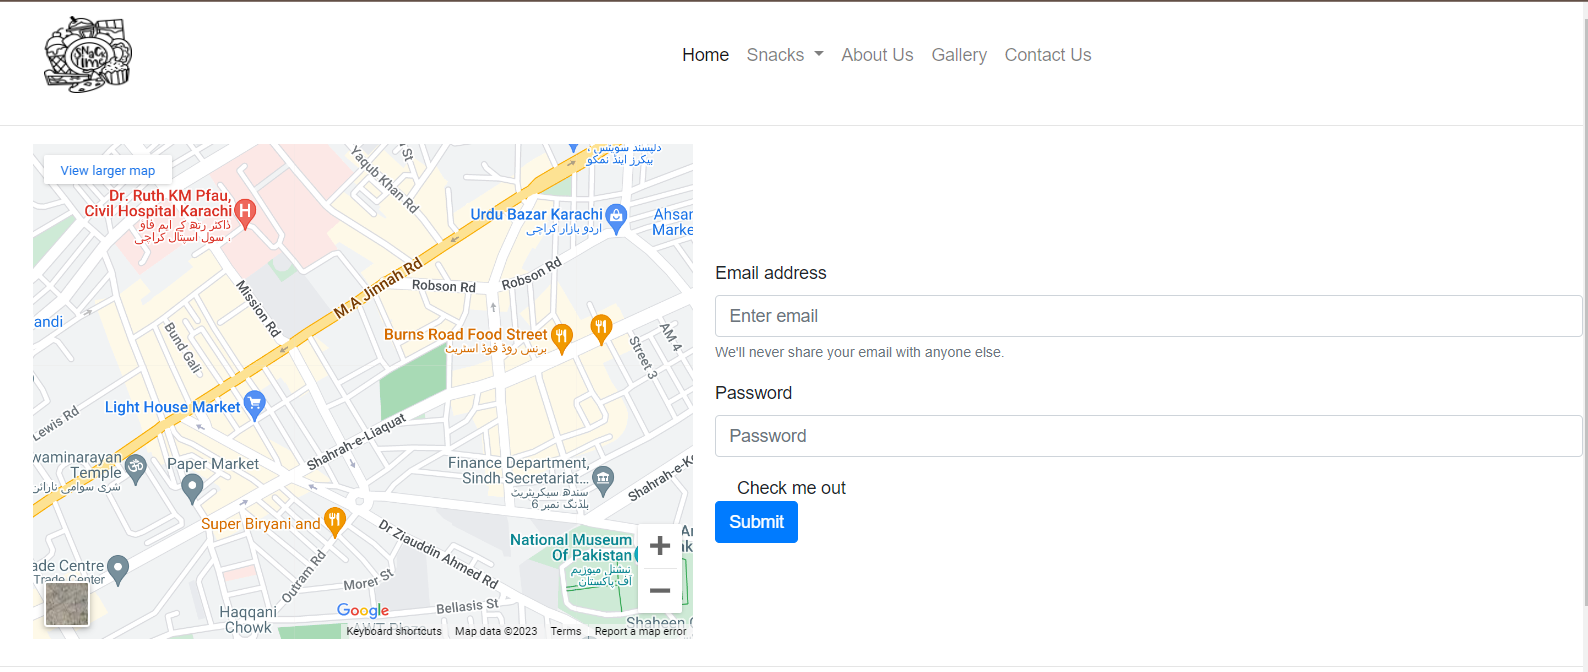 SNaCk
Time
Home
Snacks
About Us
Gallery
Contact Us
View larger map
Yaqub Khan Rd
St
دلپسند سویٹس ،
بیکرز اینڈ نمکو
Dr. Ruth KM Pfau,
Civil Hospital Karachi
ڈاکٹر رتھ کے ایم فاو
، سول اسپتال کراچی
Urdu Bazar Karachi
اردو بازار کراچی
Ahsan
Marke
Mission Rd
M.A Jinnah Rd
Robson Rd
Robson Rd
andi
Bund Gali
Burns Road Food Street
برنس روڈ فوڈ اسٹریٹ
AM 4
Street 3
Light House Market
Lewis Rd
Shahrah-e-Liaquat
waminarayan
Temple
شری سوامی نارائن
Paper Market
Finance Department,
Sindh Secretariat...
سندھ سیکریٹریٹ
بلڈنگ نمبر 6
Shahrah-e-K
Super Biryani and
Dr Ziauddin Ahmed Rd
National Museum
Of Pakistan
نیشنل میوزیم
آف پاکستان
ade Centre
Trade Center
Outram Rd
Morer St
Haqqani
Chowk
Google
Bellasis St
Shaheen C
Keyboard shortcuts
Map data ©2023
Terms
Report a map error
Email address
Enter email
We'll never share your email with anyone else.
Password
Password
Check me out
Submit